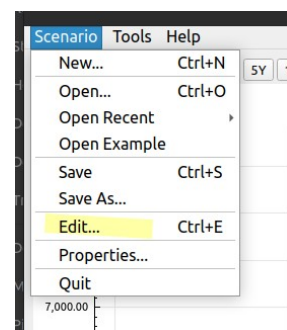 Scenario Tools Help
New... Ctrl+N
5Y
Open... Ctrl+O
Open Recent
Open Example
Save Ctrl+S
Save As...
Edit... Ctrl+E
Properties...
Quit
7,000.00